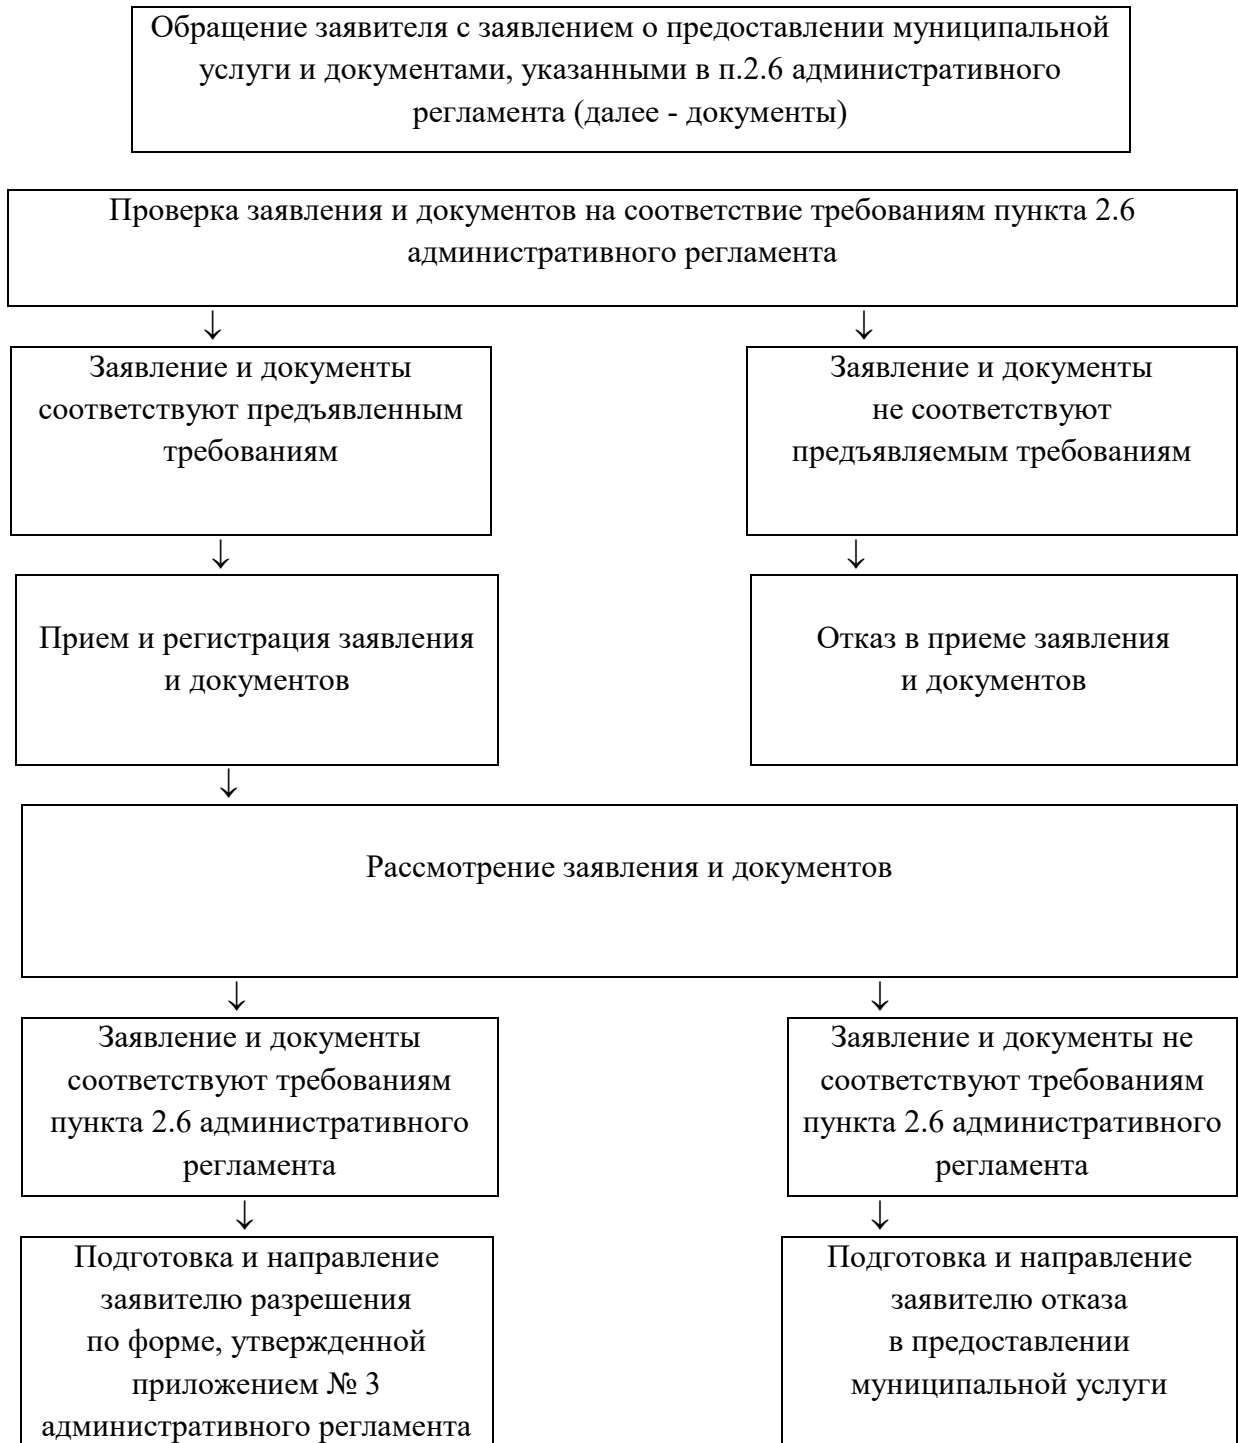 Обращение заявителя с заявлением о предоставлении муниципальной
услуги и документами, указанными в п.2.6 административного
регламента (далее - документы)
Проверка заявления и документов на соответствие требованиям пункта 2.6
административного регламента
↓
↓
Заявление и документы
соответствуют предъявленным
требованиям
Заявление и документы
не соответствуют
предъявляемым требованиям
↓
↓
Прием и регистрация заявления
и документов
Отказ в приеме заявления
и документов
↓
Рассмотрение заявления и документов
↓
↓
Заявление и документы
соответствуют требованиям
пункта 2.6 административного
регламента
Заявление и документы не
соответствуют требованиям
пункта 2.6 административного
регламента
↓
↓
Подготовка и направление
заявителю разрешения
по форме, утвержденной
приложением № 3
административного регламента
Подготовка и направление
заявителю отказа
в предоставлении
муниципальной услуги